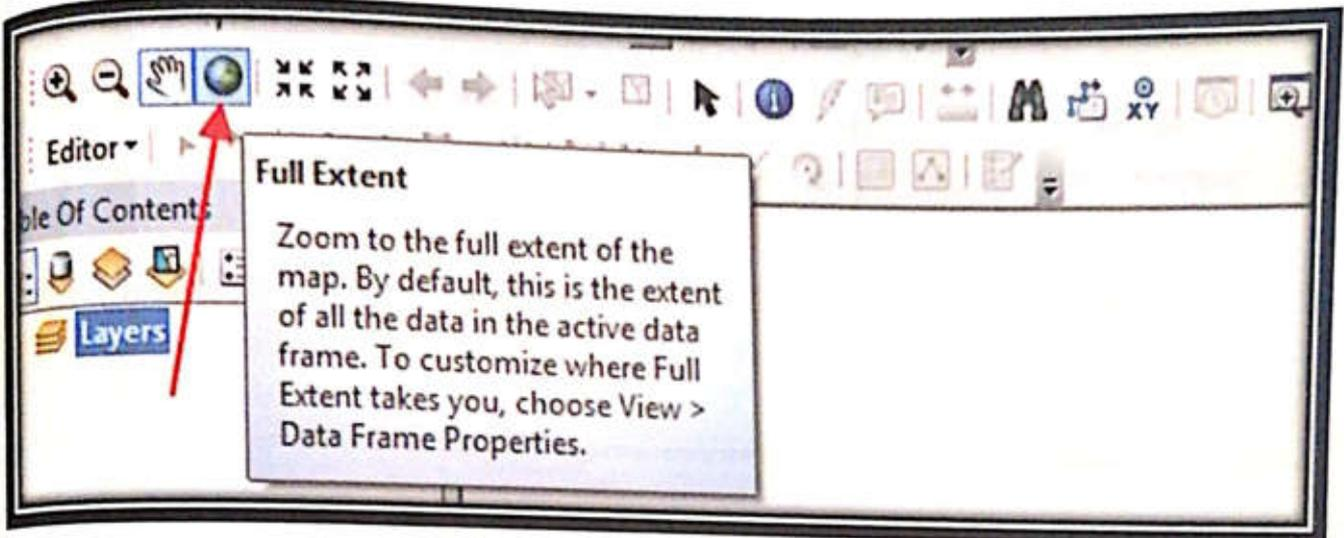 XY
Editor
ble Of Contents
Layers
Full Extent
Zoom to the full extent of the
map. By default, this is the extent
of all the data in the active data
frame. To customize where Full
Extent takes you, choose View >
Data Frame Properties.